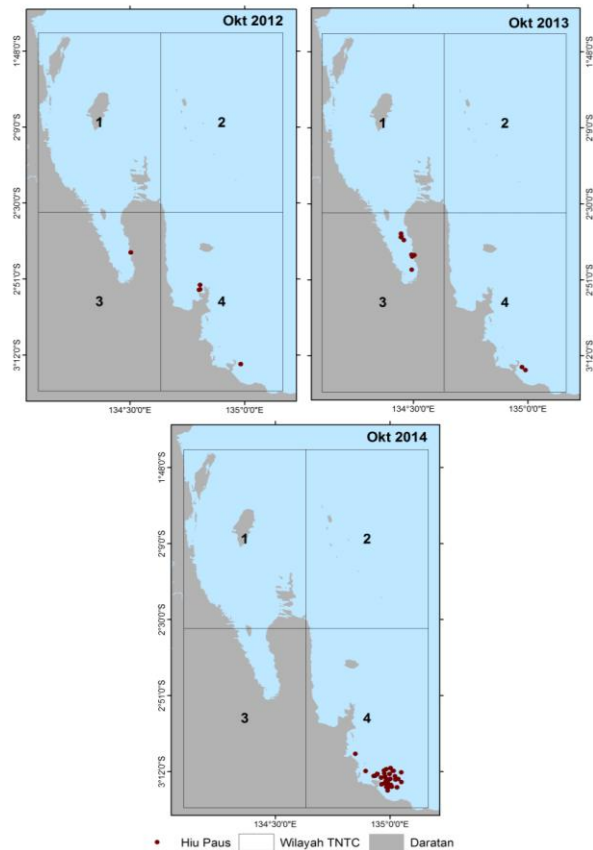 Okt 2012
1°48'0"S
2°9'0"S
2°30'0"S
2°51'0"S
3°12'0"S
1
2
3
4
134°30'0"E
135°0'0"E
Okt 2013
1°48'0"S
2°9'0"S
2°30'0"S
2°51'0"S
3°12'0"S
1
2
3
4
134°30'0"E
135°0'0"E
Okt 2014
1°48'0"S
2°9'0"S
2°30'0"S
2°51'0"S
3°12'0"S
1
2
3
4
134°30'0"E
135°0'0"E
Hiu Paus
Wilayah TNTC
Daratan